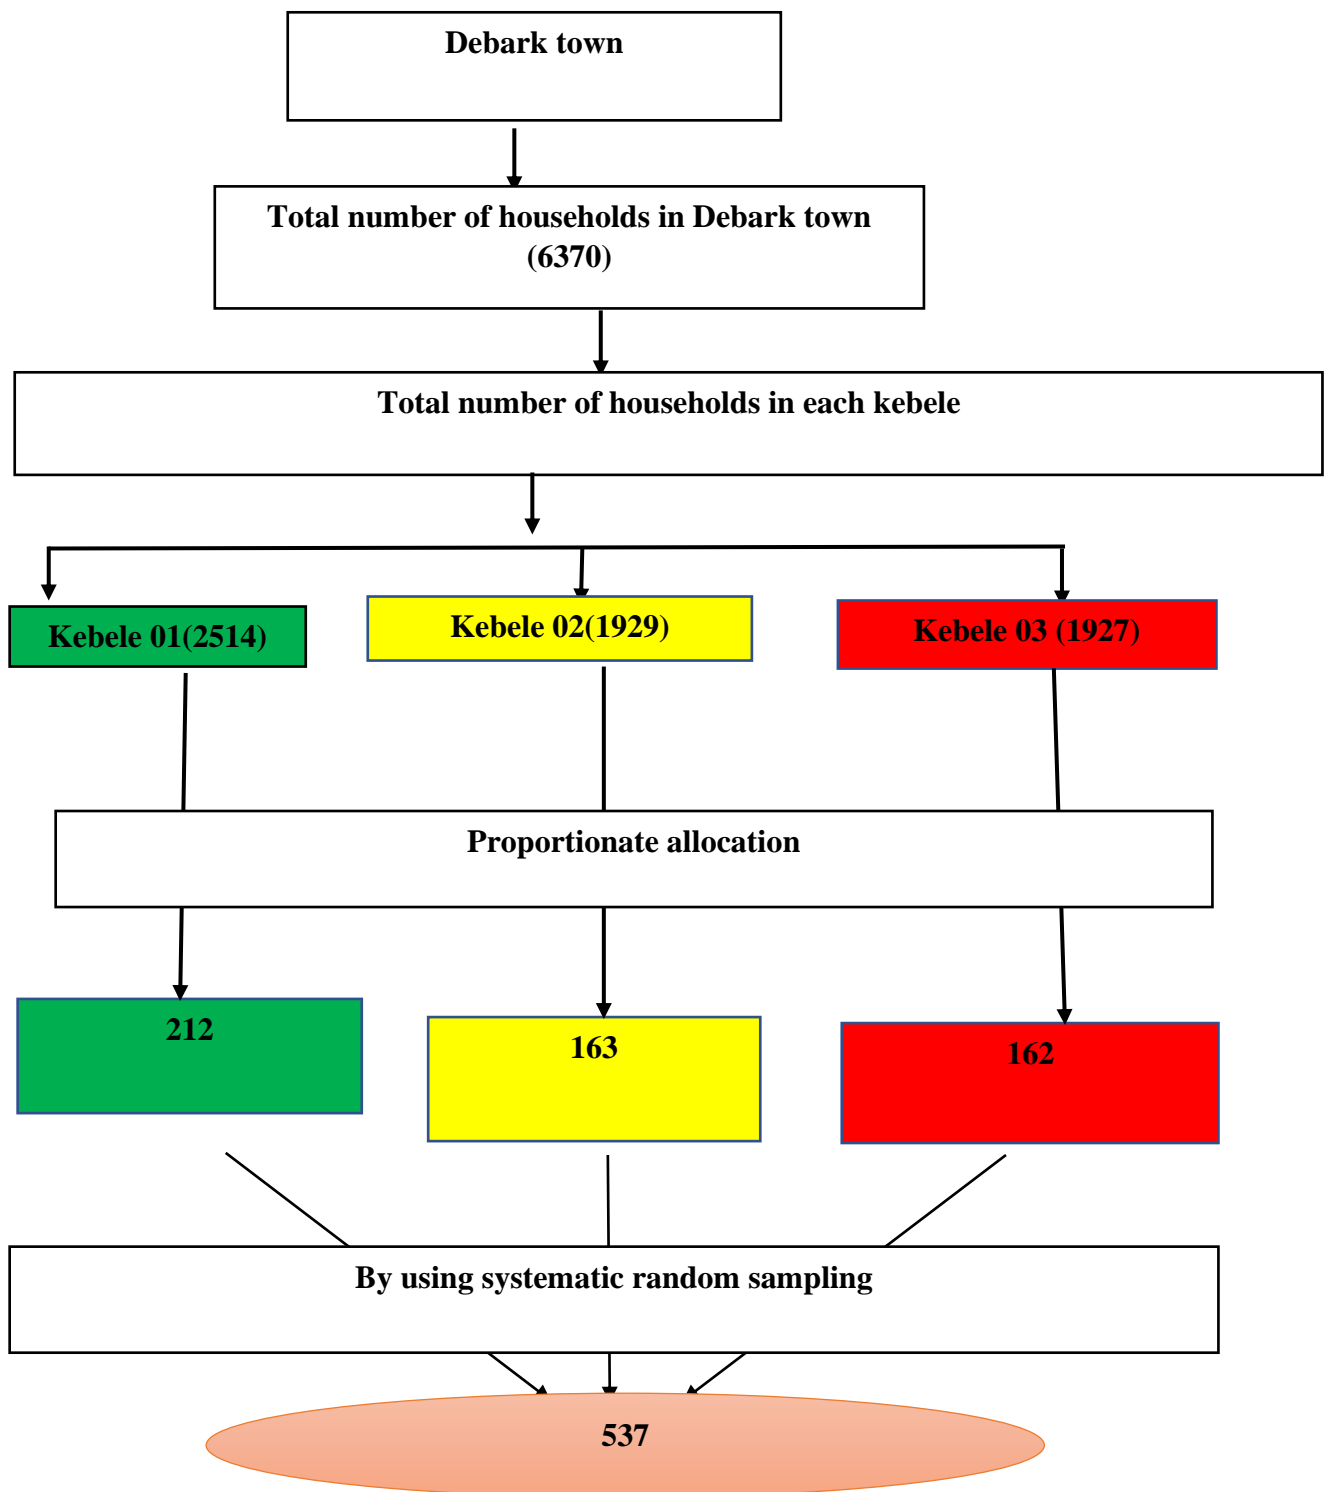 Debark town
Total number of households in Debark town
(6370)
Total number of households in each kebele
Kebele 01(2514)
Kebele 02(1929)
Kebele 03 (1927)
Proportionate allocation
212
163
162
By using systematic random sampling
537